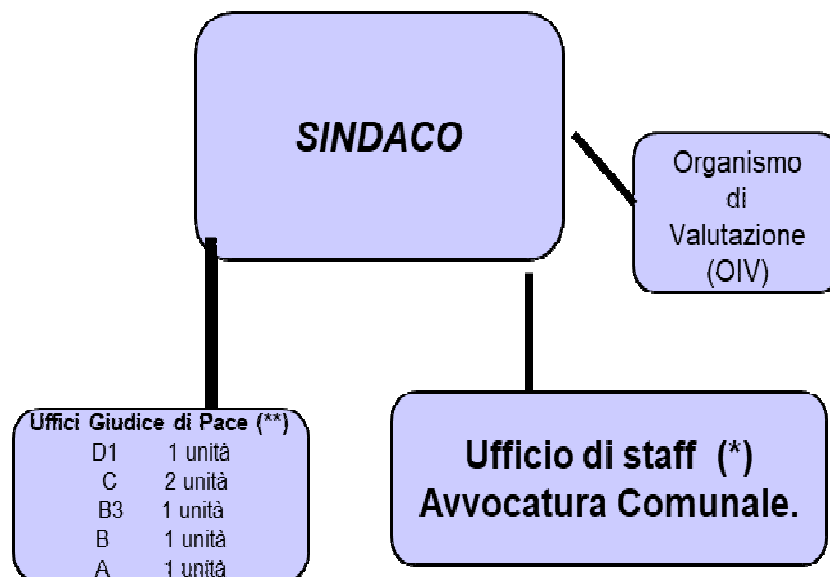 SINDACO
Organismo
di
Valutazione
(OIV)
Uffici Giudice di Pace (**)
D1 1 unità
C 2 unità
B3 1 unità
B 1 unità
A 1 unità
Ufficio di staff (*)
Avvocatura Comunale.